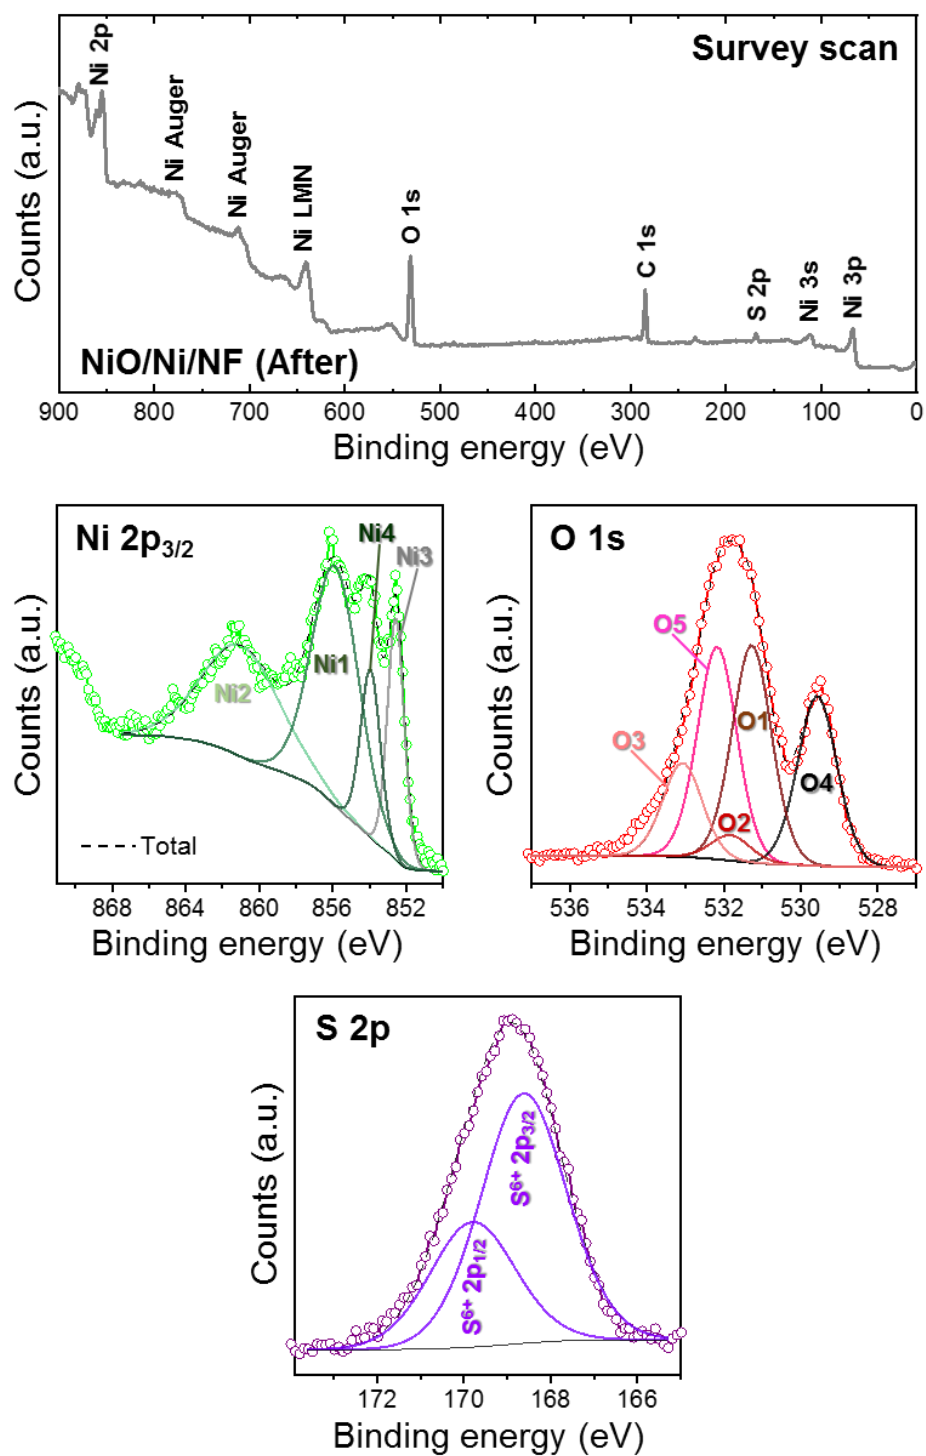 Survey scan
Ni 2p
Ni Auger
Ni Auger
Ni LMN
O 1s
C 1s
S 2p
Ni 3s
Ni 3p
Counts (a.u.)
NiO/Ni/NF (After)
900 800 700 600 500 400 300 200 100 0
Binding energy (eV)
Ni 2p3/2
Ni4
Ni3
Ni1
Ni2
Counts (a.u.)
Total
868 864 860 856 852
Binding energy (eV)
O 1s
O5
O3
O1
O2
O4
Counts (a.u.)
536 534 532 530 528
Binding energy (eV)
S 2p
S6+ 2p3/2
S6+ 2p1/2
Counts (a.u.)
172 170 168 166
Binding energy (eV)